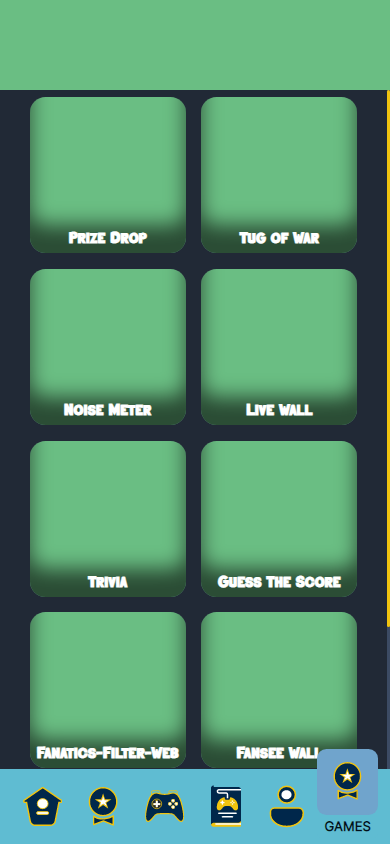 Prize Drop
Tug of War
Noise Meter
Live Wall
Trivia
Guess The Score
Fanatics-Filter-Web
Fansee Wall
GAMES